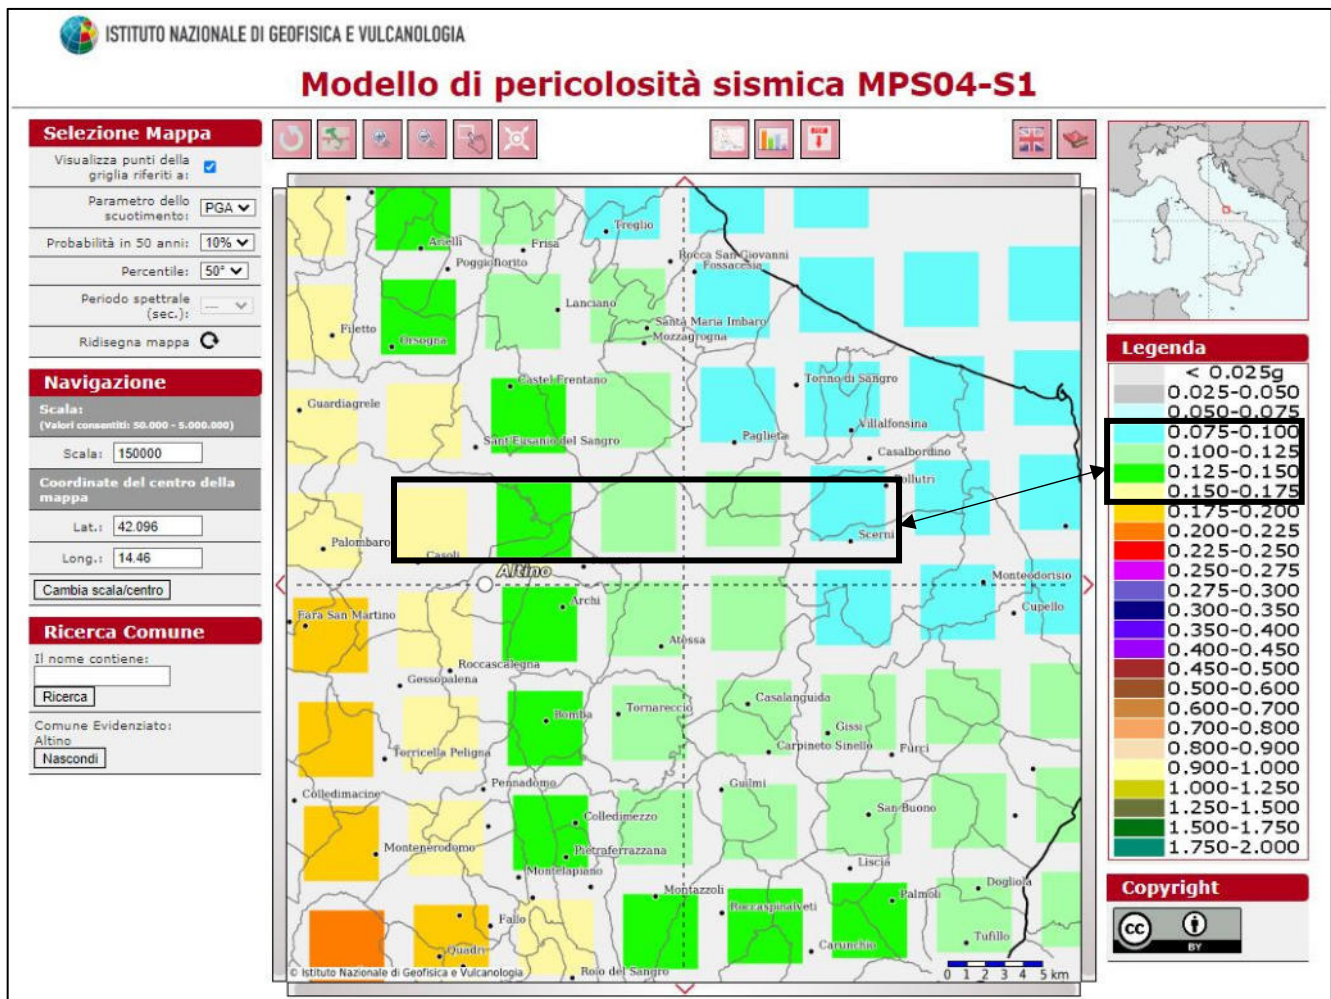 ISTITUTO NAZIONALE DI GEOFISICA E VULCANOLOGIA
Modello di pericolosità sismica MPS04-S1
Selezione Mappa
Visualizza punti della
griglia riferiti a:
Parametro dello
scuotimento:
PGA
Probabilità in 50 anni:
10%
Percentile:
50°
Periodo spettrale
(sec.):
---
Ridisegna mappa
Navigazione
Scala:
(Valori consentiti: 50.000 - 5.000.000)
Scala:
150000
Coordinate del centro della
mappa
Lat.:
42.096
Long.:
14.46
Cambia scala/centro
Ricerca Comune
Il nome contiene:
Ricerca
Comune Evidenziato:
Altino
Nascondi
Treglio
Arielli
Frisa
Poggiofiorito
Rocca San Giovanni
Fossacesia
Lanciano
Santa Maria Imbaro
Mozzagrogna
Filetto
Orsogna
Castel Frentano
Torino di Sangro
Guardiagrele
Villalfonsina
Sant'Eusanio del Sangro
Paglieta
Casalbordino
Pollutri
Scerni
Palombaro
Casoli
Altino
Monteodorisio
Archi
Cupello
Fara San Martino
Atessa
Roccascalegna
Gessopalena
Casalanguida
Bomba
Tornareccio
Gissi
Carpineto Sinello
Furci
Torricella Peligna
Pennadomo
Guilmi
Colledimacine
San Buono
Colledimezzo
Montenerodomo
Pietraferrazzana
Montelapiano
Liscia
Montazzoli
Palmoli
Dogliola
Fallo
Roccaspinalveti
Tufillo
Quadri
Carunchio
Roio del Sangro
© Istituto Nazionale di Geofisica e Vulcanologia
0 1 2 3 4 5 km
Legenda
< 0.025g
0.025-0.050
0.050-0.075
0.075-0.100
0.100-0.125
0.125-0.150
0.150-0.175
0.175-0.200
0.200-0.225
0.225-0.250
0.250-0.275
0.275-0.300
0.300-0.350
0.350-0.400
0.400-0.450
0.450-0.500
0.500-0.600
0.600-0.700
0.700-0.800
0.800-0.900
0.900-1.000
1.000-1.250
1.250-1.500
1.500-1.750
1.750-2.000
Copyright
cc
BY